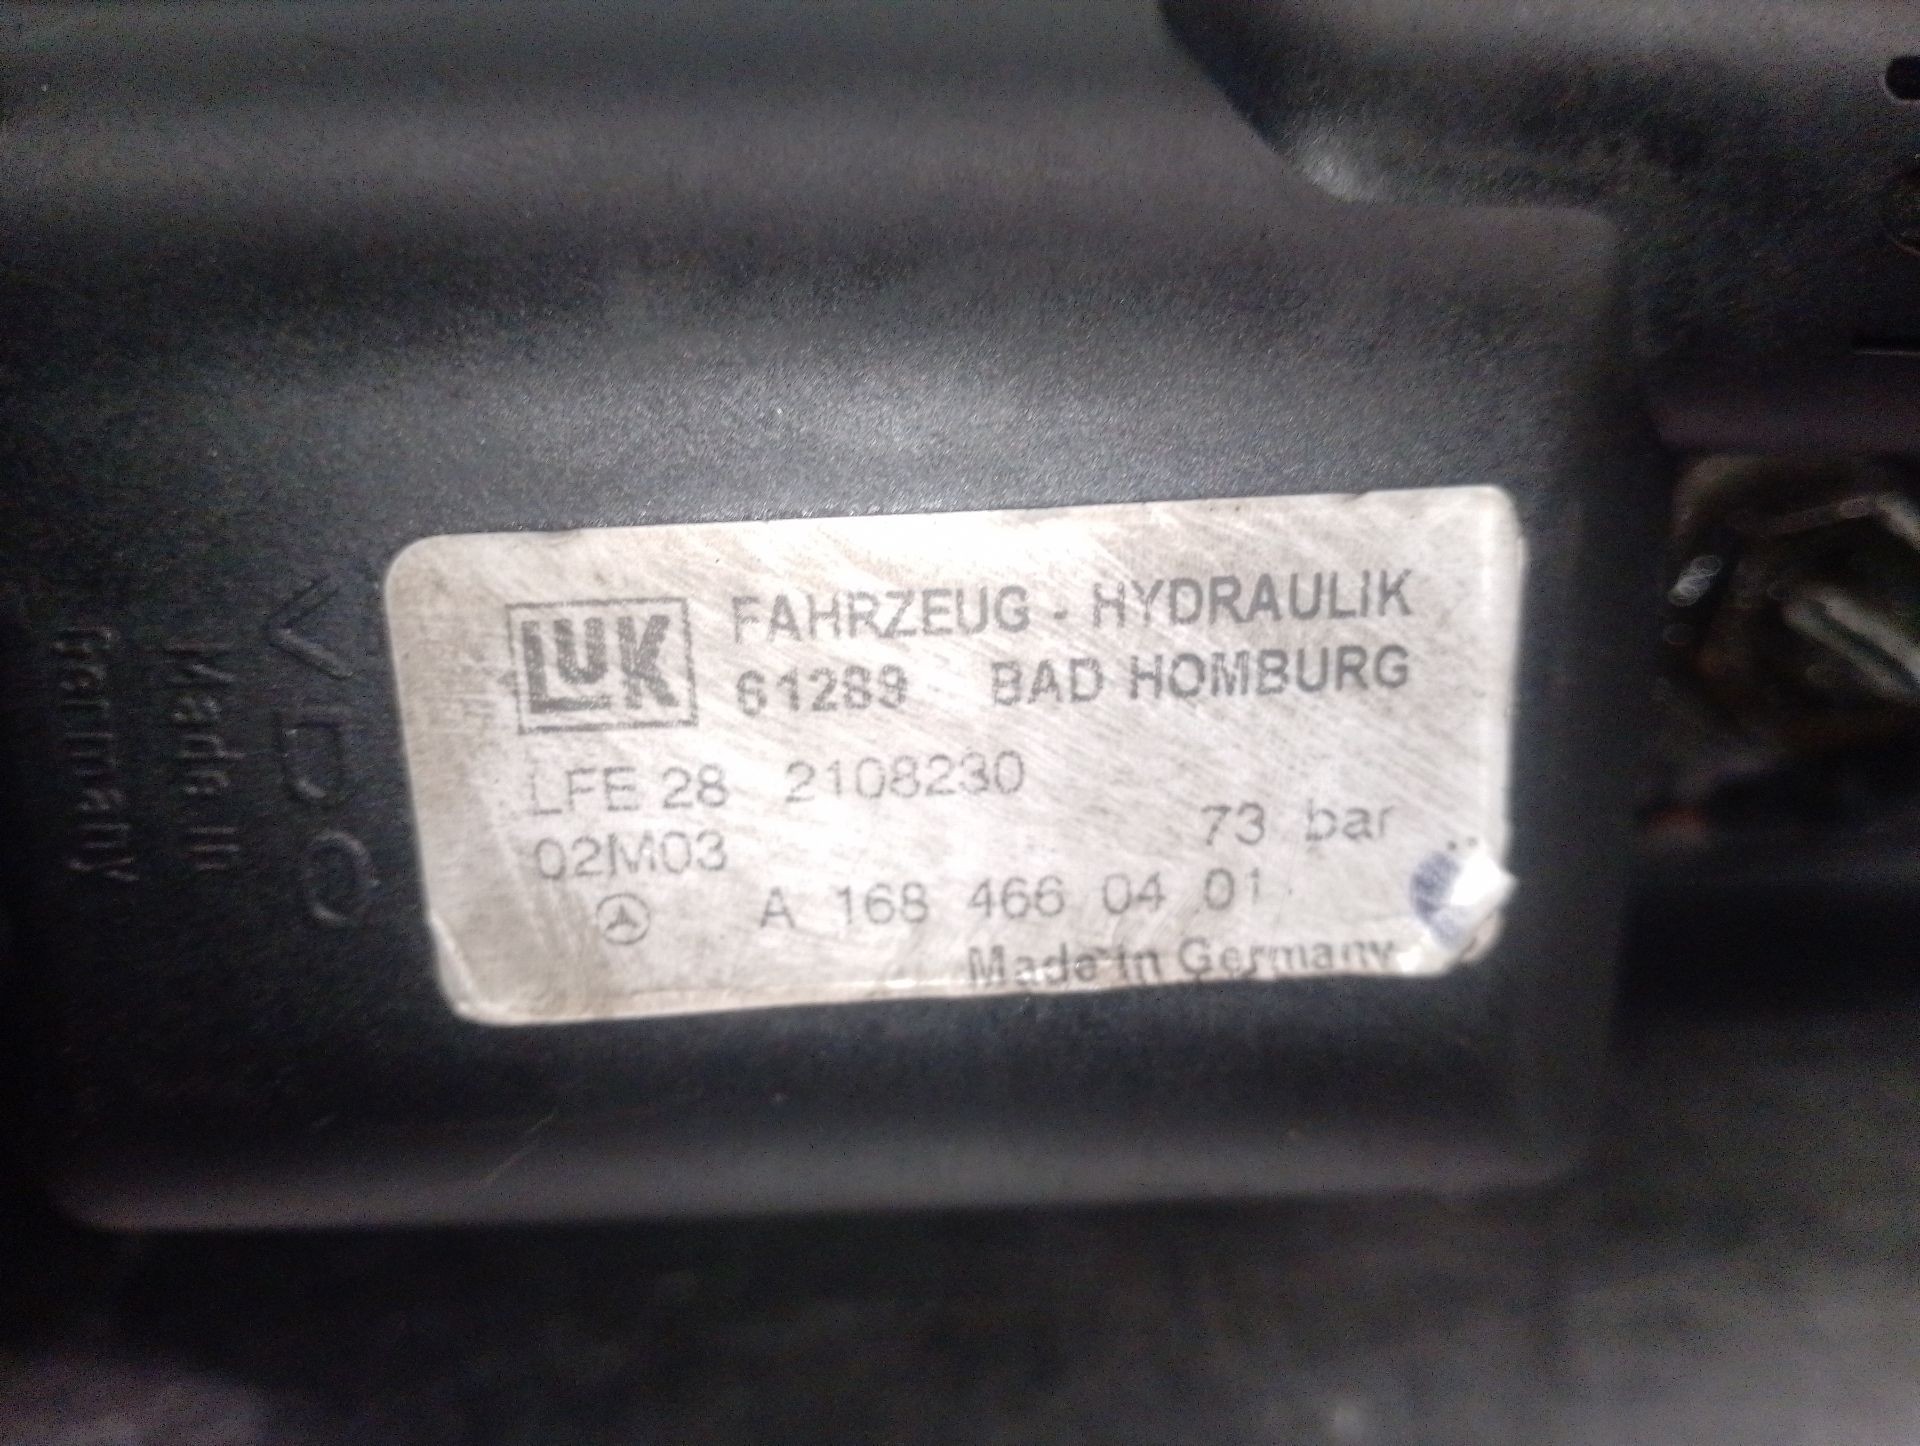 LUK
FAHRZEUG - HYDRAULIK
61289 BAD HOMBURG
LFE 28 2108230
02M03 73 bar
A 168 466 04 01
Made in Germany
VDO
Made in
Germany